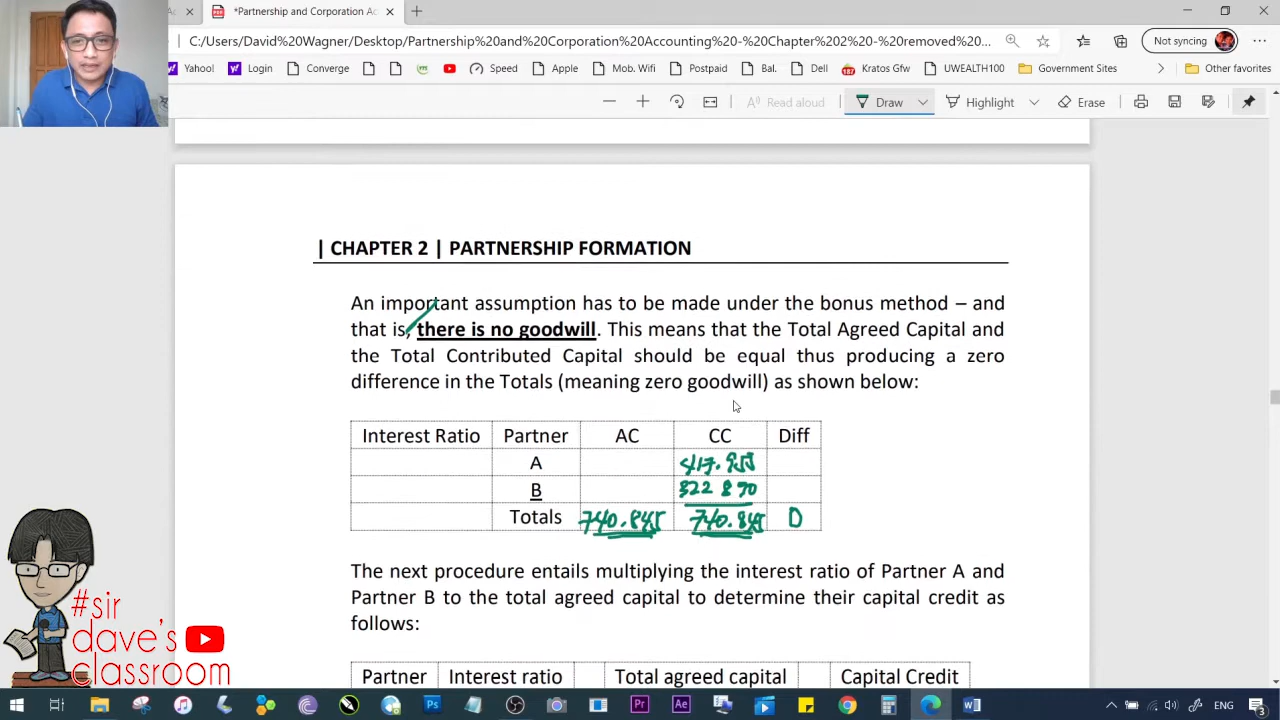 *Partnership and Corporation Ac
C:/Users/David%20Wagner/Desktop/Partnership%20and%20Corporation%20Accounting%20-%20Chapter%202%20-%20removed%20...
Not syncing
Yahoo!
Login
Converge
Speed
Apple
Mob. Wifi
Postpaid
Bal.
Dell
Kratos Gfw
UWEALTH100
Government Sites
Other favorites
Read aloud
Draw
Highlight
Erase
| CHAPTER 2 | PARTNERSHIP FORMATION
An important assumption has to be made under the bonus method – and
that is, there is no goodwill. This means that the Total Agreed Capital and
the Total Contributed Capital should be equal thus producing a zero
difference in the Totals (meaning zero goodwill) as shown below:
Interest Ratio Partner AC CC Diff
A
B 322 870
Totals 740.845 740.845 0
The next procedure entails multiplying the interest ratio of Partner A and
Partner B to the total agreed capital to determine their capital credit as
follows:
Partner Interest ratio Total agreed capital Capital Credit
#sir
dave's
classroom